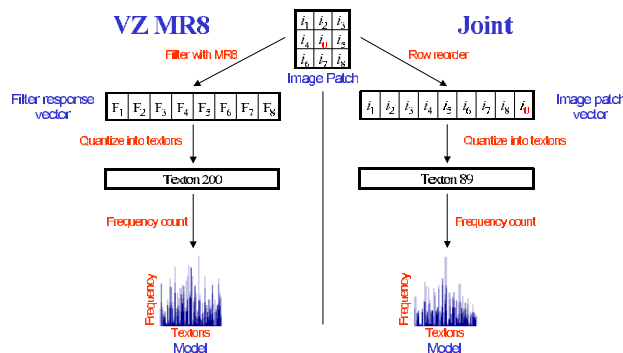 VZ MR8
Joint
i1 i2 i3
i4 i0 i5
i6 i7 i8
Image Patch
Filter with MR8
Row reorder
Filter response
vector
F1 F2 F3 F4 F5 F6 F7 F8
i1 i2 i3 i4 i5 i6 i7 i8 i0
Image patch
vector
Quantize into textons
Quantize into textons
Texton 200
Texton 89
Frequency count
Frequency count
Frequency
Textons
Model
Frequency
Textons
Model